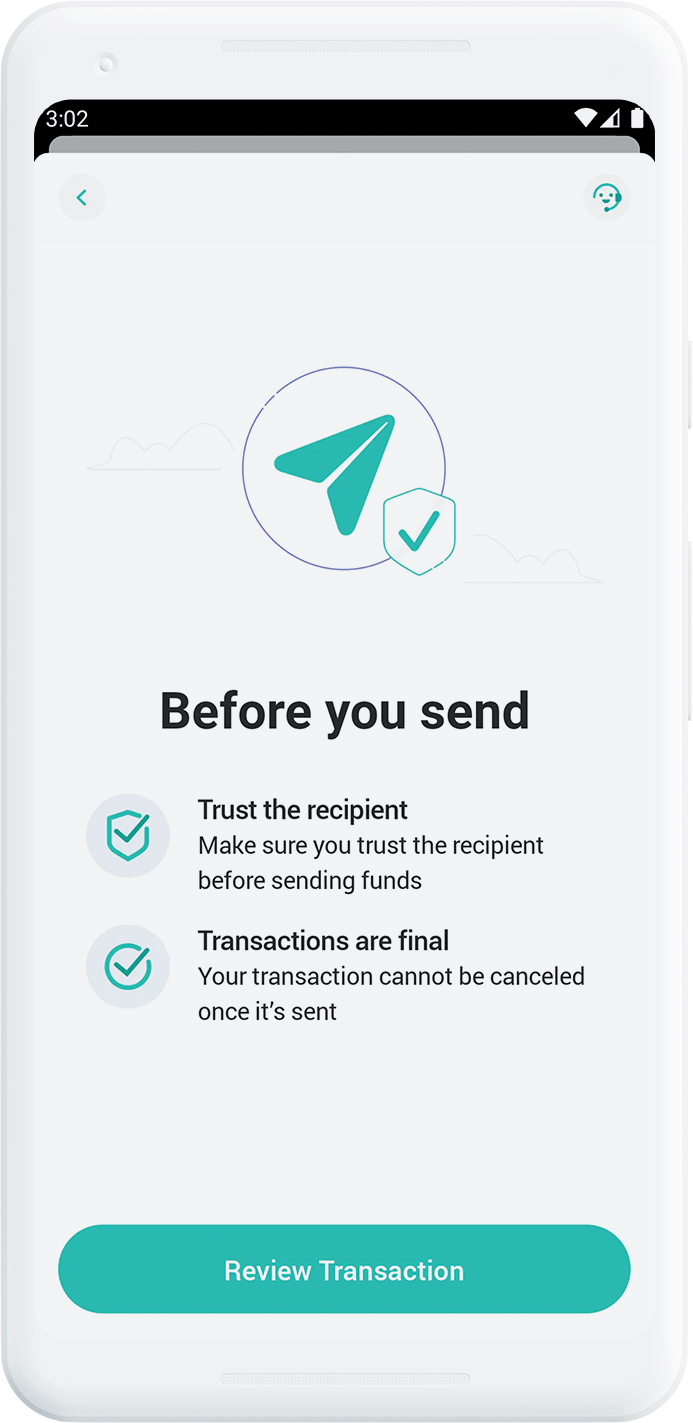 3:02
Before you send
Trust the recipient
Make sure you trust the recipient
before sending funds
Transactions are final
Your transaction cannot be canceled
once it’s sent
Review Transaction